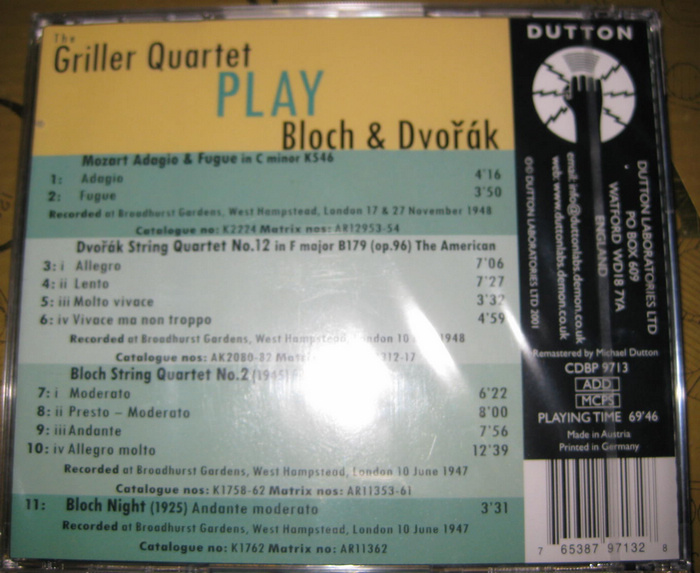 The
Griller Quartet
PLAY
Bloch & Dvořák
Mozart Adagio & Fugue in C minor K546
1: Adagio 4'16
2: Fugue 3'50
Recorded at Broadhurst Gardens, West Hampstead, London 17 & 27 November 1948
Catalogue no: K2224 Matrix nos: AR12953-54
Dvořák String Quartet No.12 in F major B179 (op.96) The American
3: i Allegro 7'06
4: ii Lento 7'27
5: iii Molto vivace 3'32
6: iv Vivace ma non troppo 4'59
Recorded at Broadhurst Gardens, West Hampstead, London 10 1948
Catalogue nos: AK2080-82 312-17
Bloch String Quartet No.2 (1945)
7: i Moderato 6'22
8: ii Presto – Moderato 8'00
9: iii Andante 7'56
10: iv Allegro molto 12'39
Recorded at Broadhurst Gardens, West Hampstead, London 10 June 1947
Catalogue nos: K1758-62 Matrix nos: AR11353-61
11: Bloch Night (1925) Andante moderato 3'31
Recorded at Broadhurst Gardens, West Hampstead, London 10 June 1947
Catalogue no: K1762 Matrix no: AR11362
DUTTON
DUTTON LABORATORIES LTD
PO BOX 609
WATFORD WD18 7YA
ENGLAND
email: info@duttonlabs.demon.co.uk
web: www.duttonlabs.demon.co.uk
℗© DUTTON LABORATORIES LTD 2001
Remastered by Michael Dutton
CDBP 9713
ADD
MCPS
PLAYING TIME 69'46
Made in Austria
Printed in Germany
7 65387 97132 8